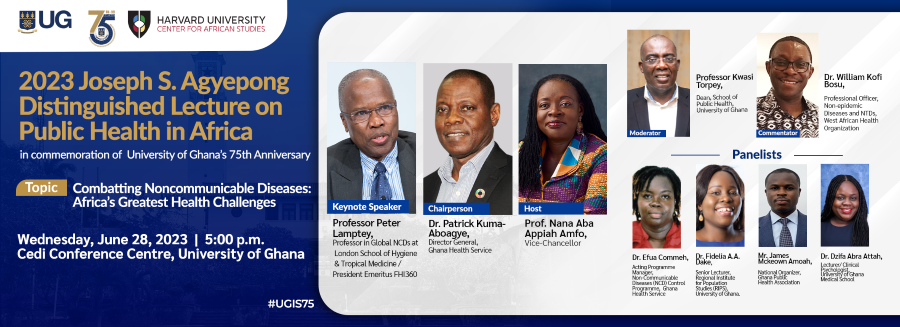 UG
75
HARVARD UNIVERSITY
CENTER FOR AFRICAN STUDIES
2023 Joseph S. Agyepong
Distinguished Lecture on
Public Health in Africa
in commemoration of University of Ghana's 75th Anniversary
Topic
Combatting Noncommunicable Diseases:
Africa's Greatest Health Challenges
Wednesday, June 28, 2023 | 5:00 p.m.
Cedi Conference Centre, University of Ghana
#UGIS75
Keynote Speaker
Professor Peter
Lamptey,
Professor in Global NCDs at
London School of Hygiene
& Tropical Medicine /
President Emeritus FHI360
Chairperson
Dr. Patrick Kuma-
Aboagye,
Director General,
Ghana Health Service
Host
Prof. Nana Aba
Appiah Amfo,
Vice-Chancellor
Moderator
Professor Kwasi
Torpey,
Dean, School of
Public Health,
University of Ghana
Commentator
Dr. William Kofi
Bosu,
Professional Officer,
Non-epidemic
Diseases and NTDs,
West African Health
Organization
Panelists
Dr. Efua Commeh,
Acting Programme
Manager,
Non-Communicable
Diseases (NCD) Control
Programme, Ghana
Health Service
Dr. Fidelia A.A.
Dake,
Senior Lecturer,
Regional Institute
for Population
Studies (RIPS),
University of Ghana.
Mr. James
Mckeown Amoah,
National Organizer,
Ghana Public
Health Association
Dr. Dzifa Abra Attah,
Lecturer/ Clinical
Psychologist,
University of Ghana
Medical School